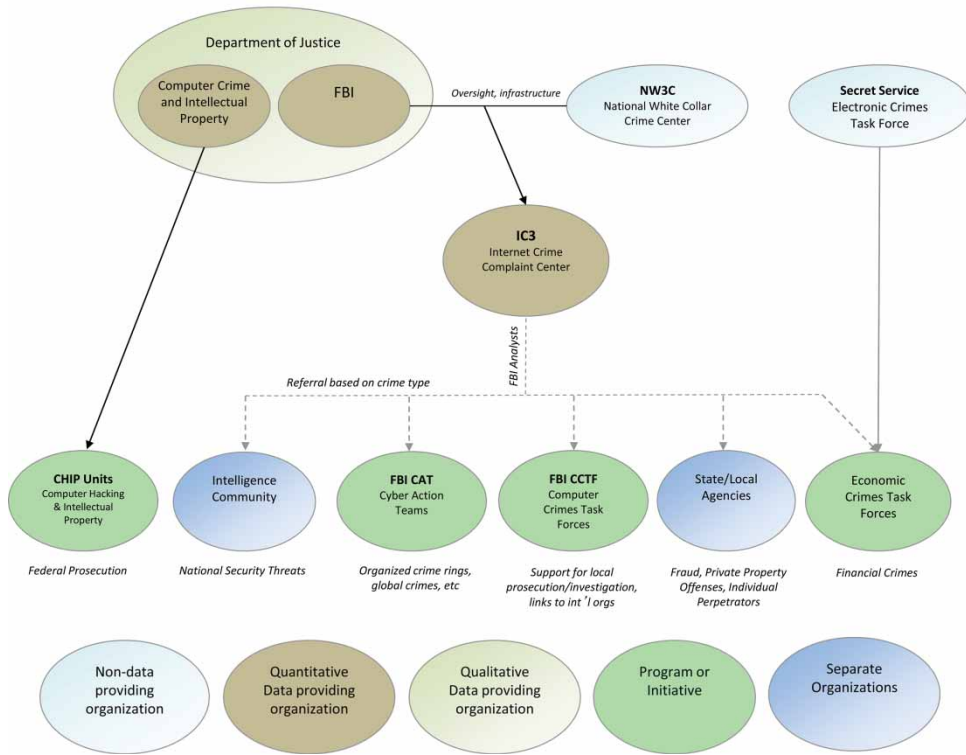 Department of Justice
Computer Crime
and Intellectual
Property
FBI
Oversight, infrastructure
NW3C
National White Collar
Crime Center
Secret Service
Electronic Crimes
Task Force
IC3
Internet Crime
Complaint Center
FBI Analysts
Referral based on crime type
CHIP Units
Computer Hacking
& Intellectual
Property
Intelligence
Community
FBI CAT
Cyber Action
Teams
FBI CCTF
Computer
Crimes Task
Forces
State/Local
Agencies
Economic
Crimes Task
Forces
Federal Prosecution
National Security Threats
Organized crime rings,
global crimes, etc
Support for local
prosecution/investigation,
links to int'l orgs
Fraud, Private Property
Offenses, Individual
Perpetrators
Financial Crimes
Non-data
providing
organization
Quantitative
Data providing
organization
Qualitative
Data providing
organization
Program or
Initiative
Separate
Organizations